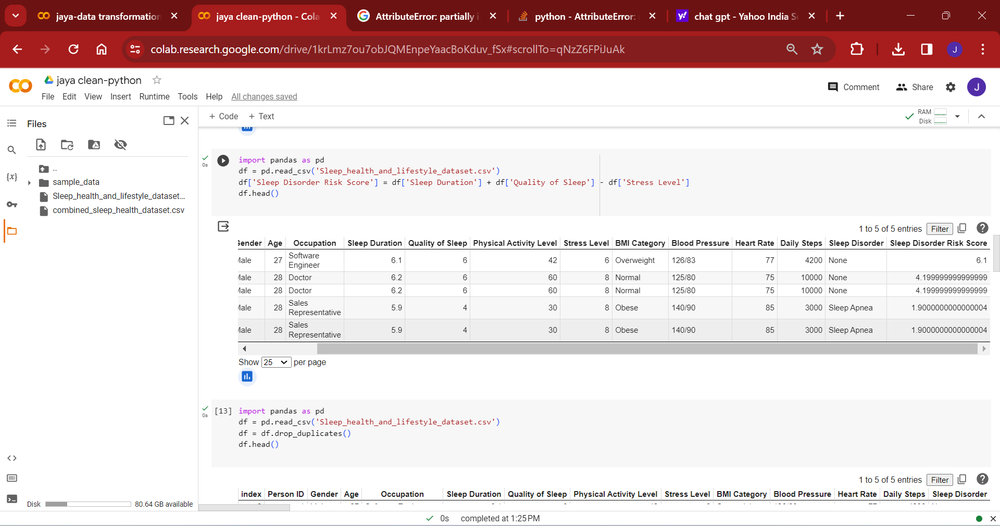 jaya-data transformation
jaya clean-python - Cola
AttributeError: partially i
python - AttributeError:
chat gpt - Yahoo India Se
colab.research.google.com/drive/1krLmz7ou7obJQMEnpeYaacBoKduv_fSx#scrollTo=qNzZ6FPiJuAk
J
jaya clean-python
File Edit View Insert Runtime Tools Help All changes saved
Comment Share J
Files
+ Code + Text
RAM
Disk
..
sample_data
Sleep_health_and_lifestyle_dataset...
combined_sleep_health_dataset.csv
{x}
0s
import pandas as pd
df = pd.read_csv('Sleep_health_and_lifestyle_dataset.csv')
df['Sleep Disorder Risk Score'] = df['Sleep Duration'] + df['Quality of Sleep'] - df['Stress Level']
df.head()
1 to 5 of 5 entries Filter
Gender Age Occupation Sleep Duration Quality of Sleep Physical Activity Level Stress Level BMI Category Blood Pressure Heart Rate Daily Steps Sleep Disorder Sleep Disorder Risk Score
Male 27 Software Engineer 6.1 6 42 6 Overweight 126/83 77 4200 None 6.1
Male 28 Doctor 6.2 6 60 8 Normal 125/80 75 10000 None 4.199999999999999
Male 28 Doctor 6.2 6 60 8 Normal 125/80 75 10000 None 4.199999999999999
Male 28 Sales Representative 5.9 4 30 8 Obese 140/90 85 3000 Sleep Apnea 1.9000000000000004
Male 28 Sales Representative 5.9 4 30 8 Obese 140/90 85 3000 Sleep Apnea 1.9000000000000004
Show 25 per page
0s
[13] import pandas as pd
df = pd.read_csv('Sleep_health_and_lifestyle_dataset.csv')
df = df.drop_duplicates()
df.head()
1 to 5 of 5 entries Filter
index Person ID Gender Age Occupation Sleep Duration Quality of Sleep Physical Activity Level Stress Level BMI Category Blood Pressure Heart Rate Daily Steps Sleep Disorder
Disk 80.64 GB available
0s completed at 1:25 PM